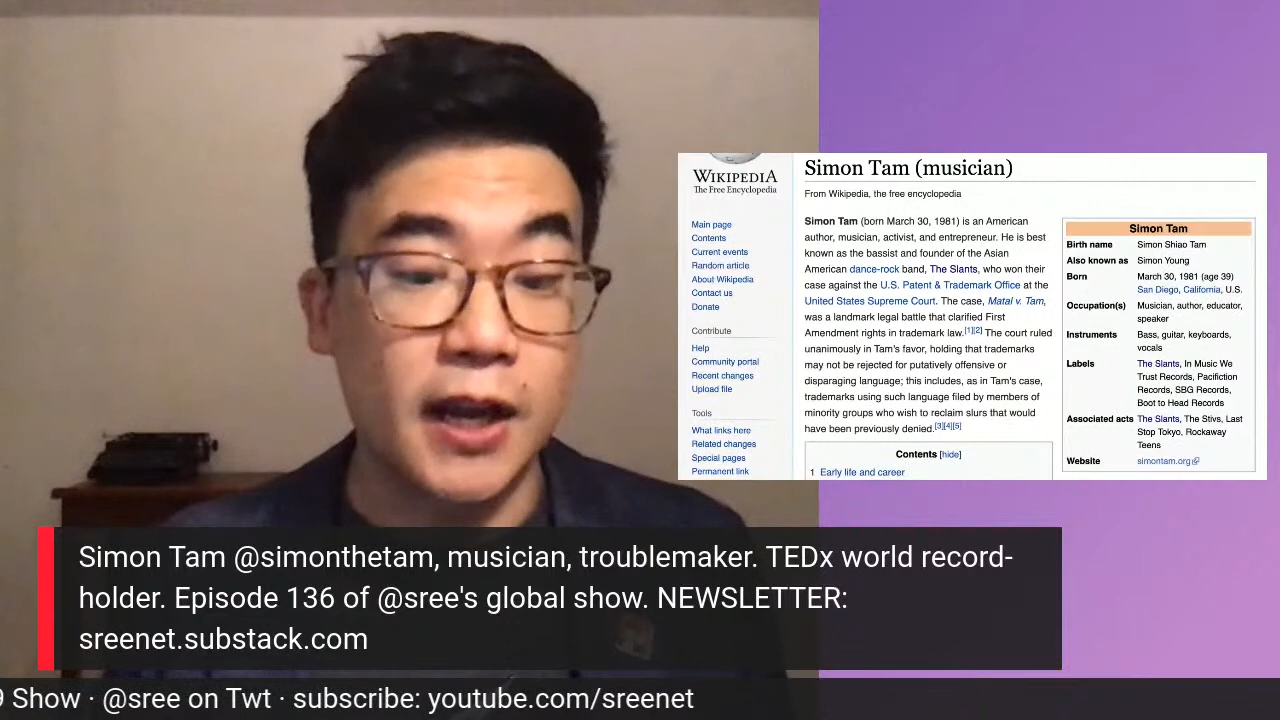 WIKIPEDIA
The Free Encyclopedia
Main page
Contents
Current events
Random article
About Wikipedia
Contact us
Donate
Contribute
Help
Community portal
Recent changes
Upload file
Tools
What links here
Related changes
Special pages
Permanent link
Simon Tam (musician)
From Wikipedia, the free encyclopedia
Simon Tam (born March 30, 1981) is an American
author, musician, activist, and entrepreneur. He is best
known as the bassist and founder of the Asian
American dance-rock band, The Slants, who won their
case against the U.S. Patent & Trademark Office at the
United States Supreme Court. The case, Matal v. Tam,
was a landmark legal battle that clarified First
Amendment rights in trademark law.[1][2] The court ruled
unanimously in Tam's favor, holding that trademarks
may not be rejected for putatively offensive or
disparaging language; this includes, as in Tam's case,
trademarks using such language filed by members of
minority groups who wish to reclaim slurs that would
have been previously denied.[3][4][5]
Contents [hide]
1 Early life and career
Simon Tam
Birth name Simon Shiao Tam
Also known as Simon Young
Born March 30, 1981 (age 39)
San Diego, California, U.S.
Occupation(s) Musician, author, educator,
speaker
Instruments Bass, guitar, keyboards,
vocals
Labels The Slants, In Music We
Trust Records, Pacifiction
Records, SBG Records,
Boot to Head Records
Associated acts The Slants, The Stivs, Last
Stop Tokyo, Rockaway
Teens
Website simontam.org
Simon Tam @simonthetam, musician, troublemaker. TEDx world record-
holder. Episode 136 of @sree's global show. NEWSLETTER:
sreenet.substack.com
9 Show · @sree on Twt · subscribe: youtube.com/sreenet